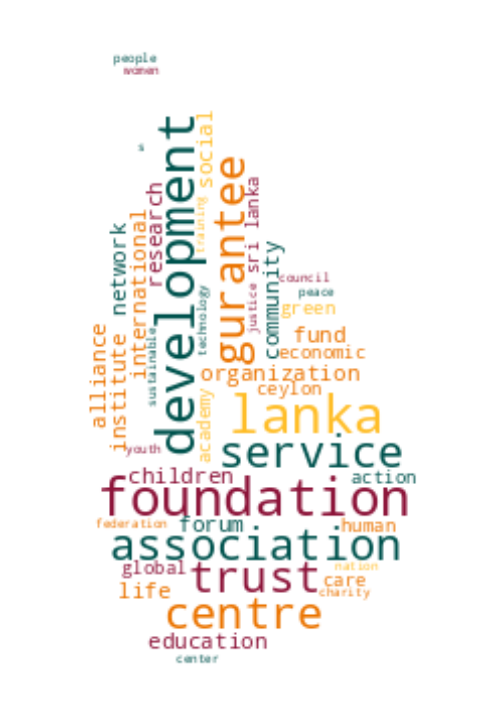 people
women
s
development
social
gurantee
training
research
sri lanka
international
network
community
council
justice
technology
peace
green
sustainable
alliance
institute
fund
economic
organization
ceylon
academy
lanka
youth
service
children
action
foundation
federation
forum
human
association
global
trust
nation
care
life
charity
centre
education
center